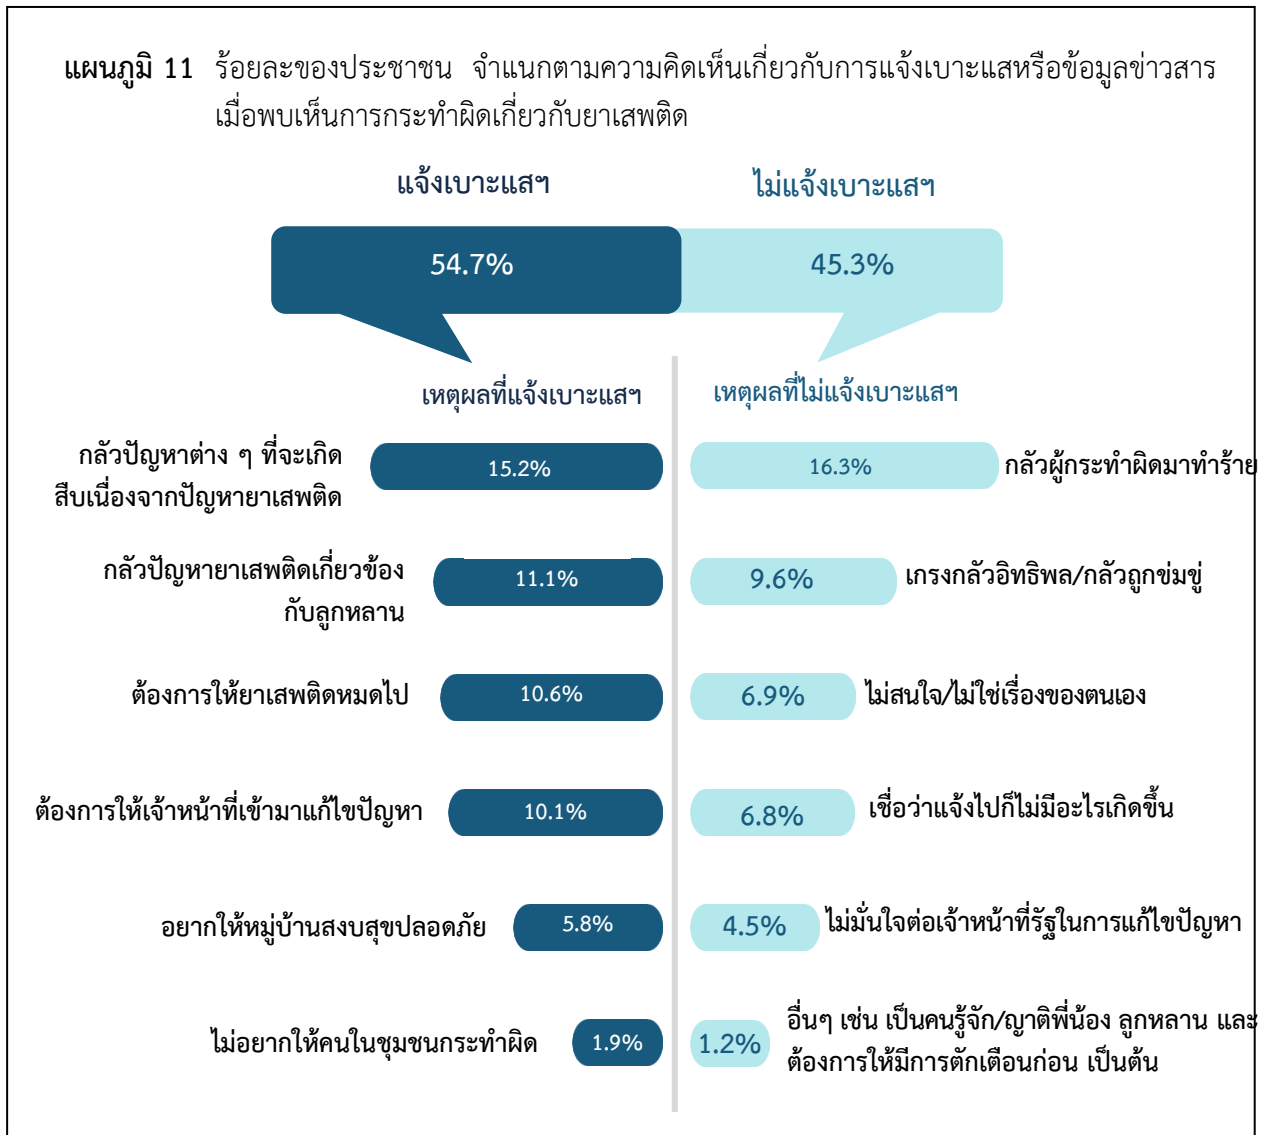 แผนภูมิ 11 ร้อยละของประชาชน จำแนกตามความคิดเห็นเกี่ยวกับการแจ้งเบาะแสหรือข้อมูลข่าวสาร
เมื่อพบเห็นการกระทำผิดเกี่ยวกับยาเสพติด
แจ้งเบาะแสฯ
ไม่แจ้งเบาะแสฯ
54.7%
45.3%
เหตุผลที่แจ้งเบาะแสฯ
เหตุผลที่ไม่แจ้งเบาะแสฯ
กลัวปัญหาต่าง ๆ ที่จะเกิด
สืบเนื่องจากปัญหายาเสพติด
15.2%
16.3%
กลัวผู้กระทำผิดมาทำร้าย
กลัวปัญหายาเสพติดเกี่ยวข้อง
กับลูกหลาน
11.1%
9.6%
เกรงกลัวอิทธิพล/กลัวถูกข่มขู่
ต้องการให้ยาเสพติดหมดไป
10.6%
6.9%
ไม่สนใจ/ไม่ใช่เรื่องของตนเอง
ต้องการให้เจ้าหน้าที่เข้ามาแก้ไขปัญหา
10.1%
6.8%
เชื่อว่าแจ้งไปก็ไม่มีอะไรเกิดขึ้น
อยากให้หมู่บ้านสงบสุขปลอดภัย
5.8%
4.5%
ไม่มั่นใจต่อเจ้าหน้าที่รัฐในการแก้ไขปัญหา
ไม่อยากให้คนในชุมชนกระทำผิด
1.9%
1.2%
อื่นๆ เช่น เป็นคนรู้จัก/ญาติพี่น้อง ลูกหลาน และ
ต้องการให้มีการตักเตือนก่อน เป็นต้น